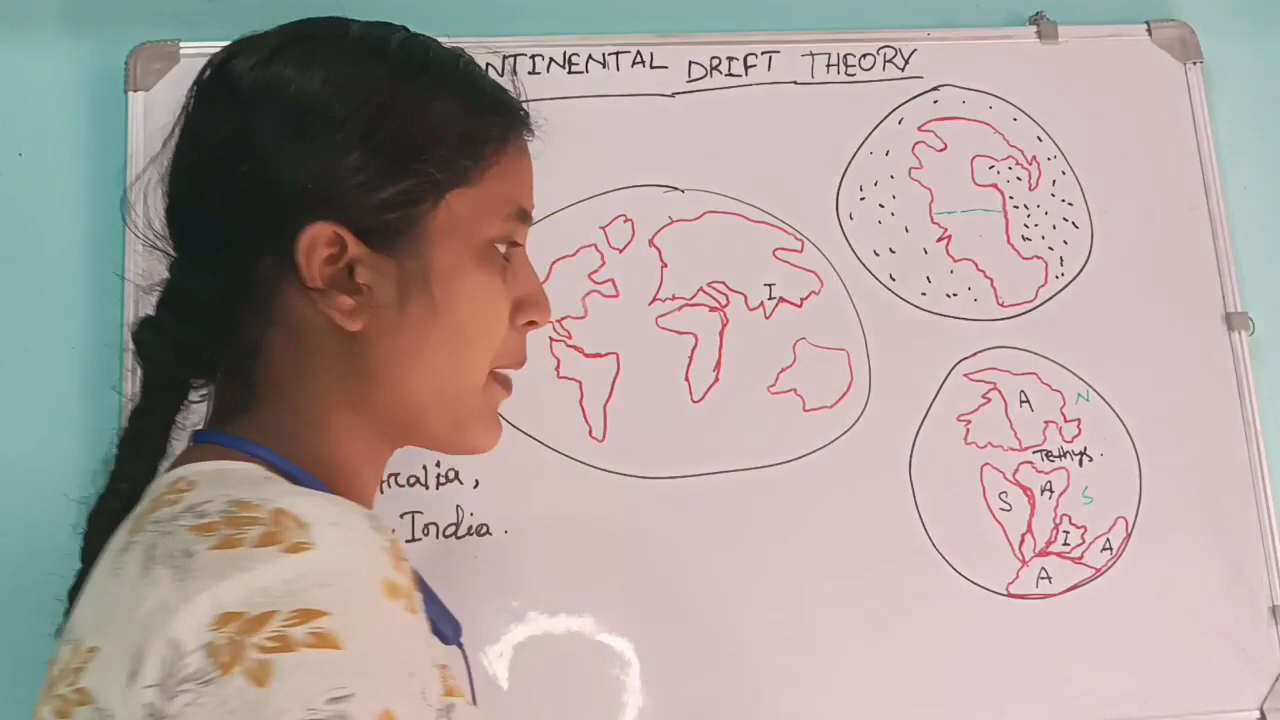 NTINENTAL DRIFT THEORY
I
A
N
Tethys.
S
A
S
I
A
A
ralia,
India.